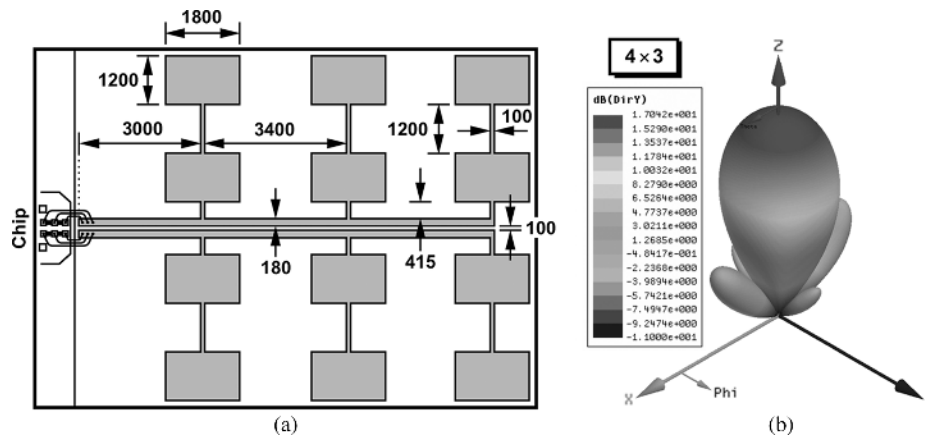 1800
1200
3000
3400
1200
100
Chip
180
415
100
(a)
4 × 3
dB(DirY)
1.7042e+001
1.5290e+001
1.3537e+001
1.1784e+001
1.0032e+001
8.2790e+000
6.5264e+000
4.7737e+000
3.0211e+000
1.2685e+000
-4.8417e-001
-2.2368e+000
-3.9894e+000
-5.7421e+000
-7.4947e+000
-9.2474e+000
-1.1000e+001
Z
X
Phi
(b)